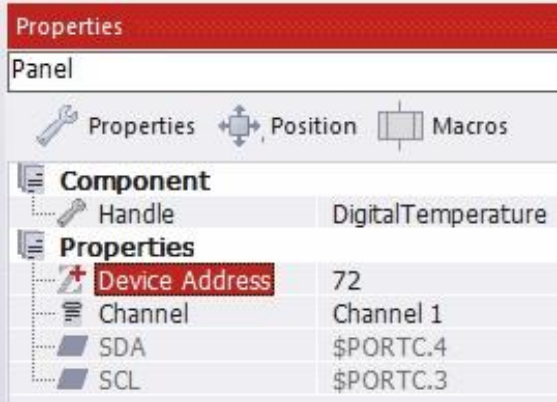 Properties
Panel
Properties Position Macros
Component
Handle DigitalTemperature
Properties
Device Address 72
Channel Channel 1
SDA $PORTC.4
SCL $PORTC.3